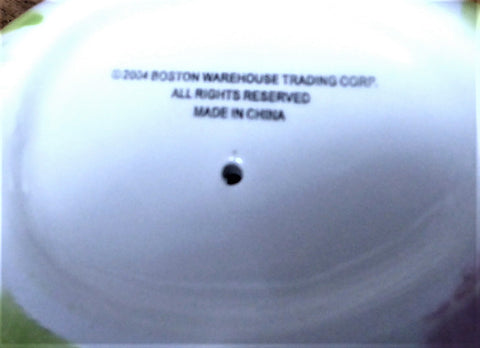 ©2004 BOSTON WAREHOUSE TRADING CORP.
ALL RIGHTS RESERVED
MADE IN CHINA